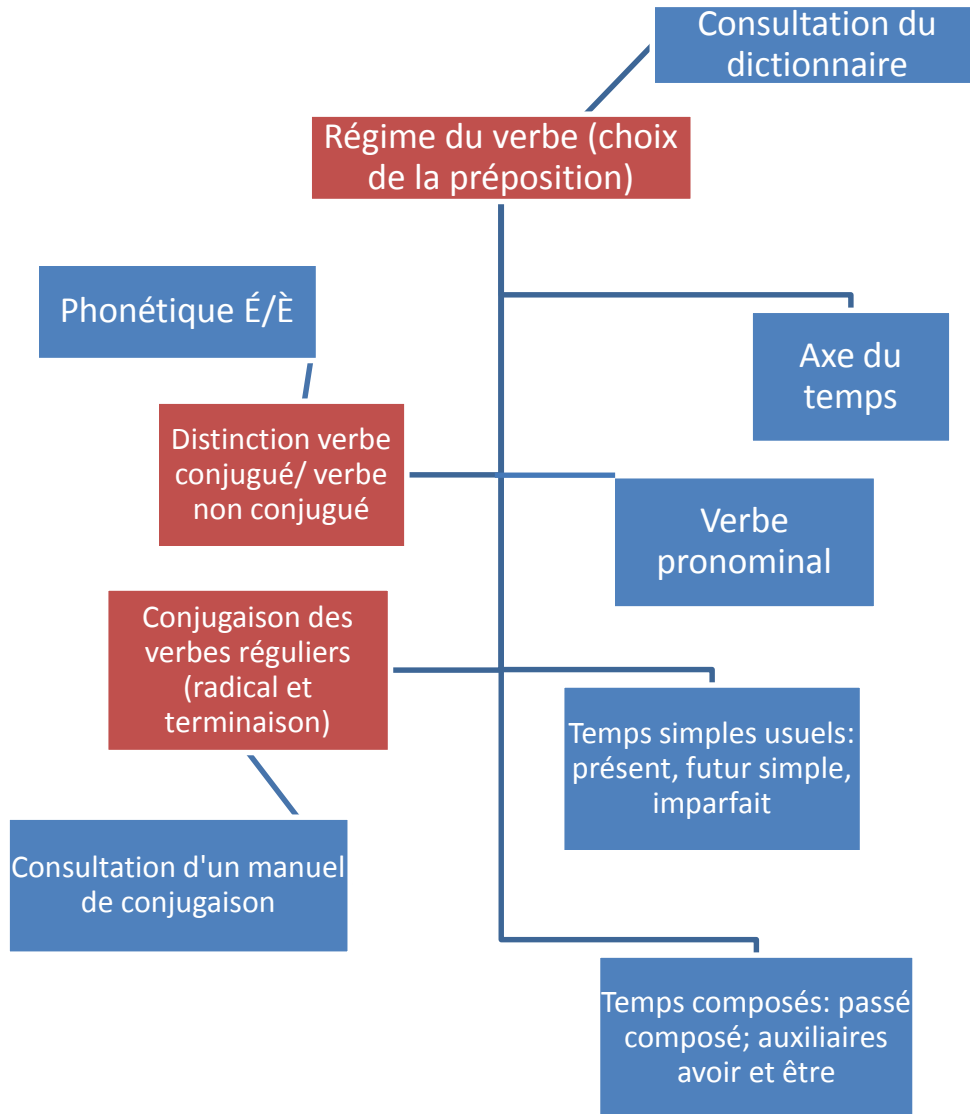 Consultation du
dictionnaire
Régime du verbe (choix
de la préposition)
Phonétique É/È
Axe du
temps
Distinction verbe
conjugué/ verbe
non conjugué
Verbe
pronominal
Conjugaison des
verbes réguliers
(radical et
terminaison)
Temps simples usuels:
présent, futur simple,
imparfait
Consultation d'un manuel
de conjugaison
Temps composés: passé
composé; auxiliaires
avoir et être